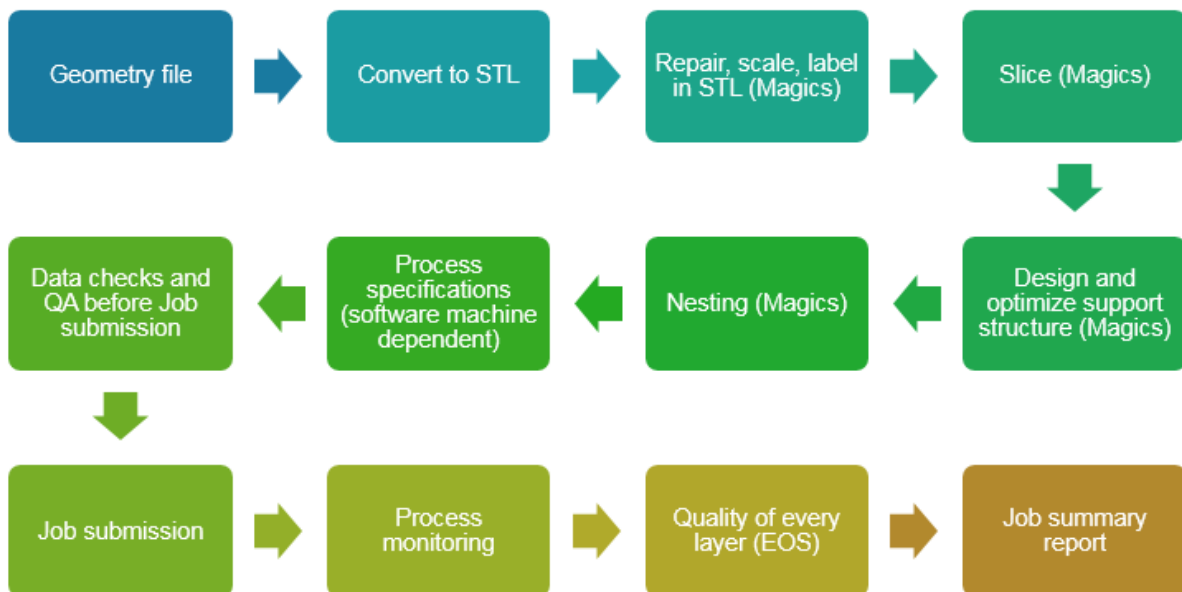 Geometry file
Convert to STL
Repair, scale, label
in STL (Magics)
Slice (Magics)
Design and
optimize support
structure (Magics)
Nesting (Magics)
Process
specifications
(software machine
dependent)
Data checks and
QA before Job
submission
Job submission
Process
monitoring
Quality of every
layer (EOS)
Job summary
report